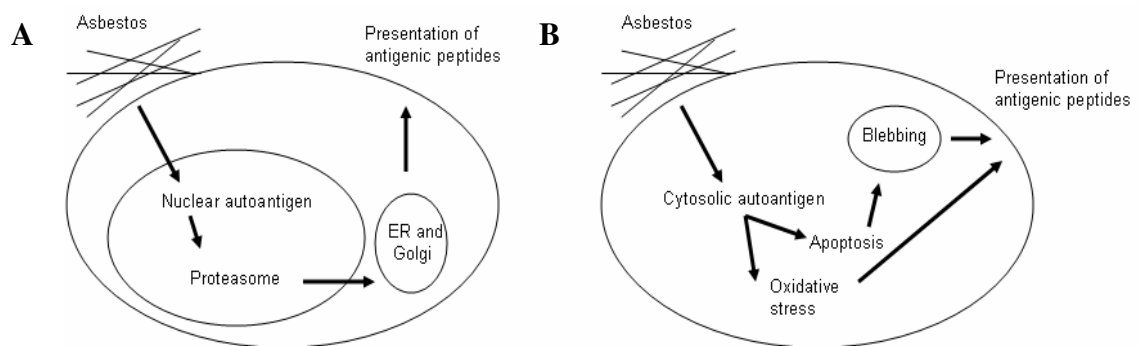 A
Asbestos
Presentation of
antigenic peptides
Nuclear autoantigen
Proteasome
ER and
Golgi
B
Asbestos
Presentation of
antigenic peptides
Blebbing
Cytosolic autoantigen
Apoptosis
Oxidative
stress